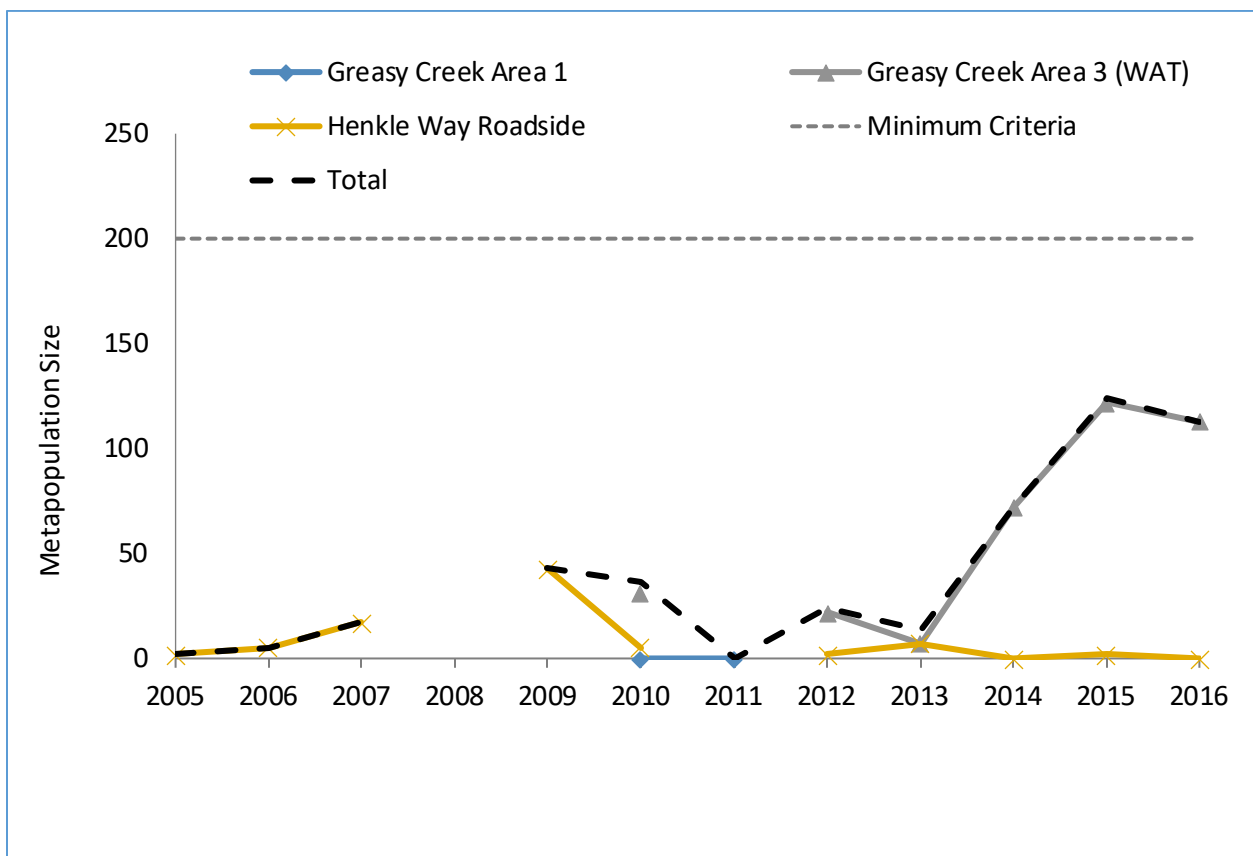 Greasy Creek Area 1
Greasy Creek Area 3 (WAT)
Henkle Way Roadside
Minimum Criteria
Total
Metapopulation Size
250
200
150
100
50
0
2005 2006 2007 2008 2009 2010 2011 2012 2013 2014 2015 2016